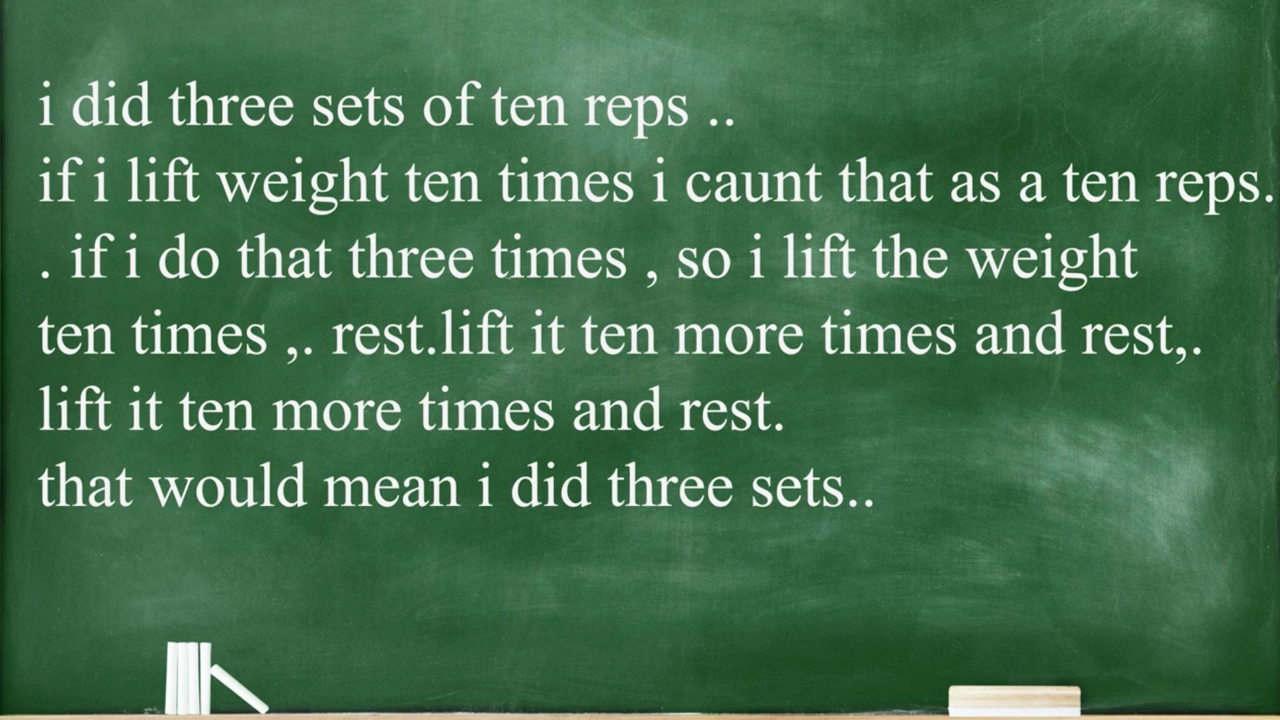 i did three sets of ten reps ..
if i lift weight ten times i caunt that as a ten reps.
. if i do that three times , so i lift the weight
ten times ,. rest.lift it ten more times and rest,.
lift it ten more times and rest.
that would mean i did three sets..